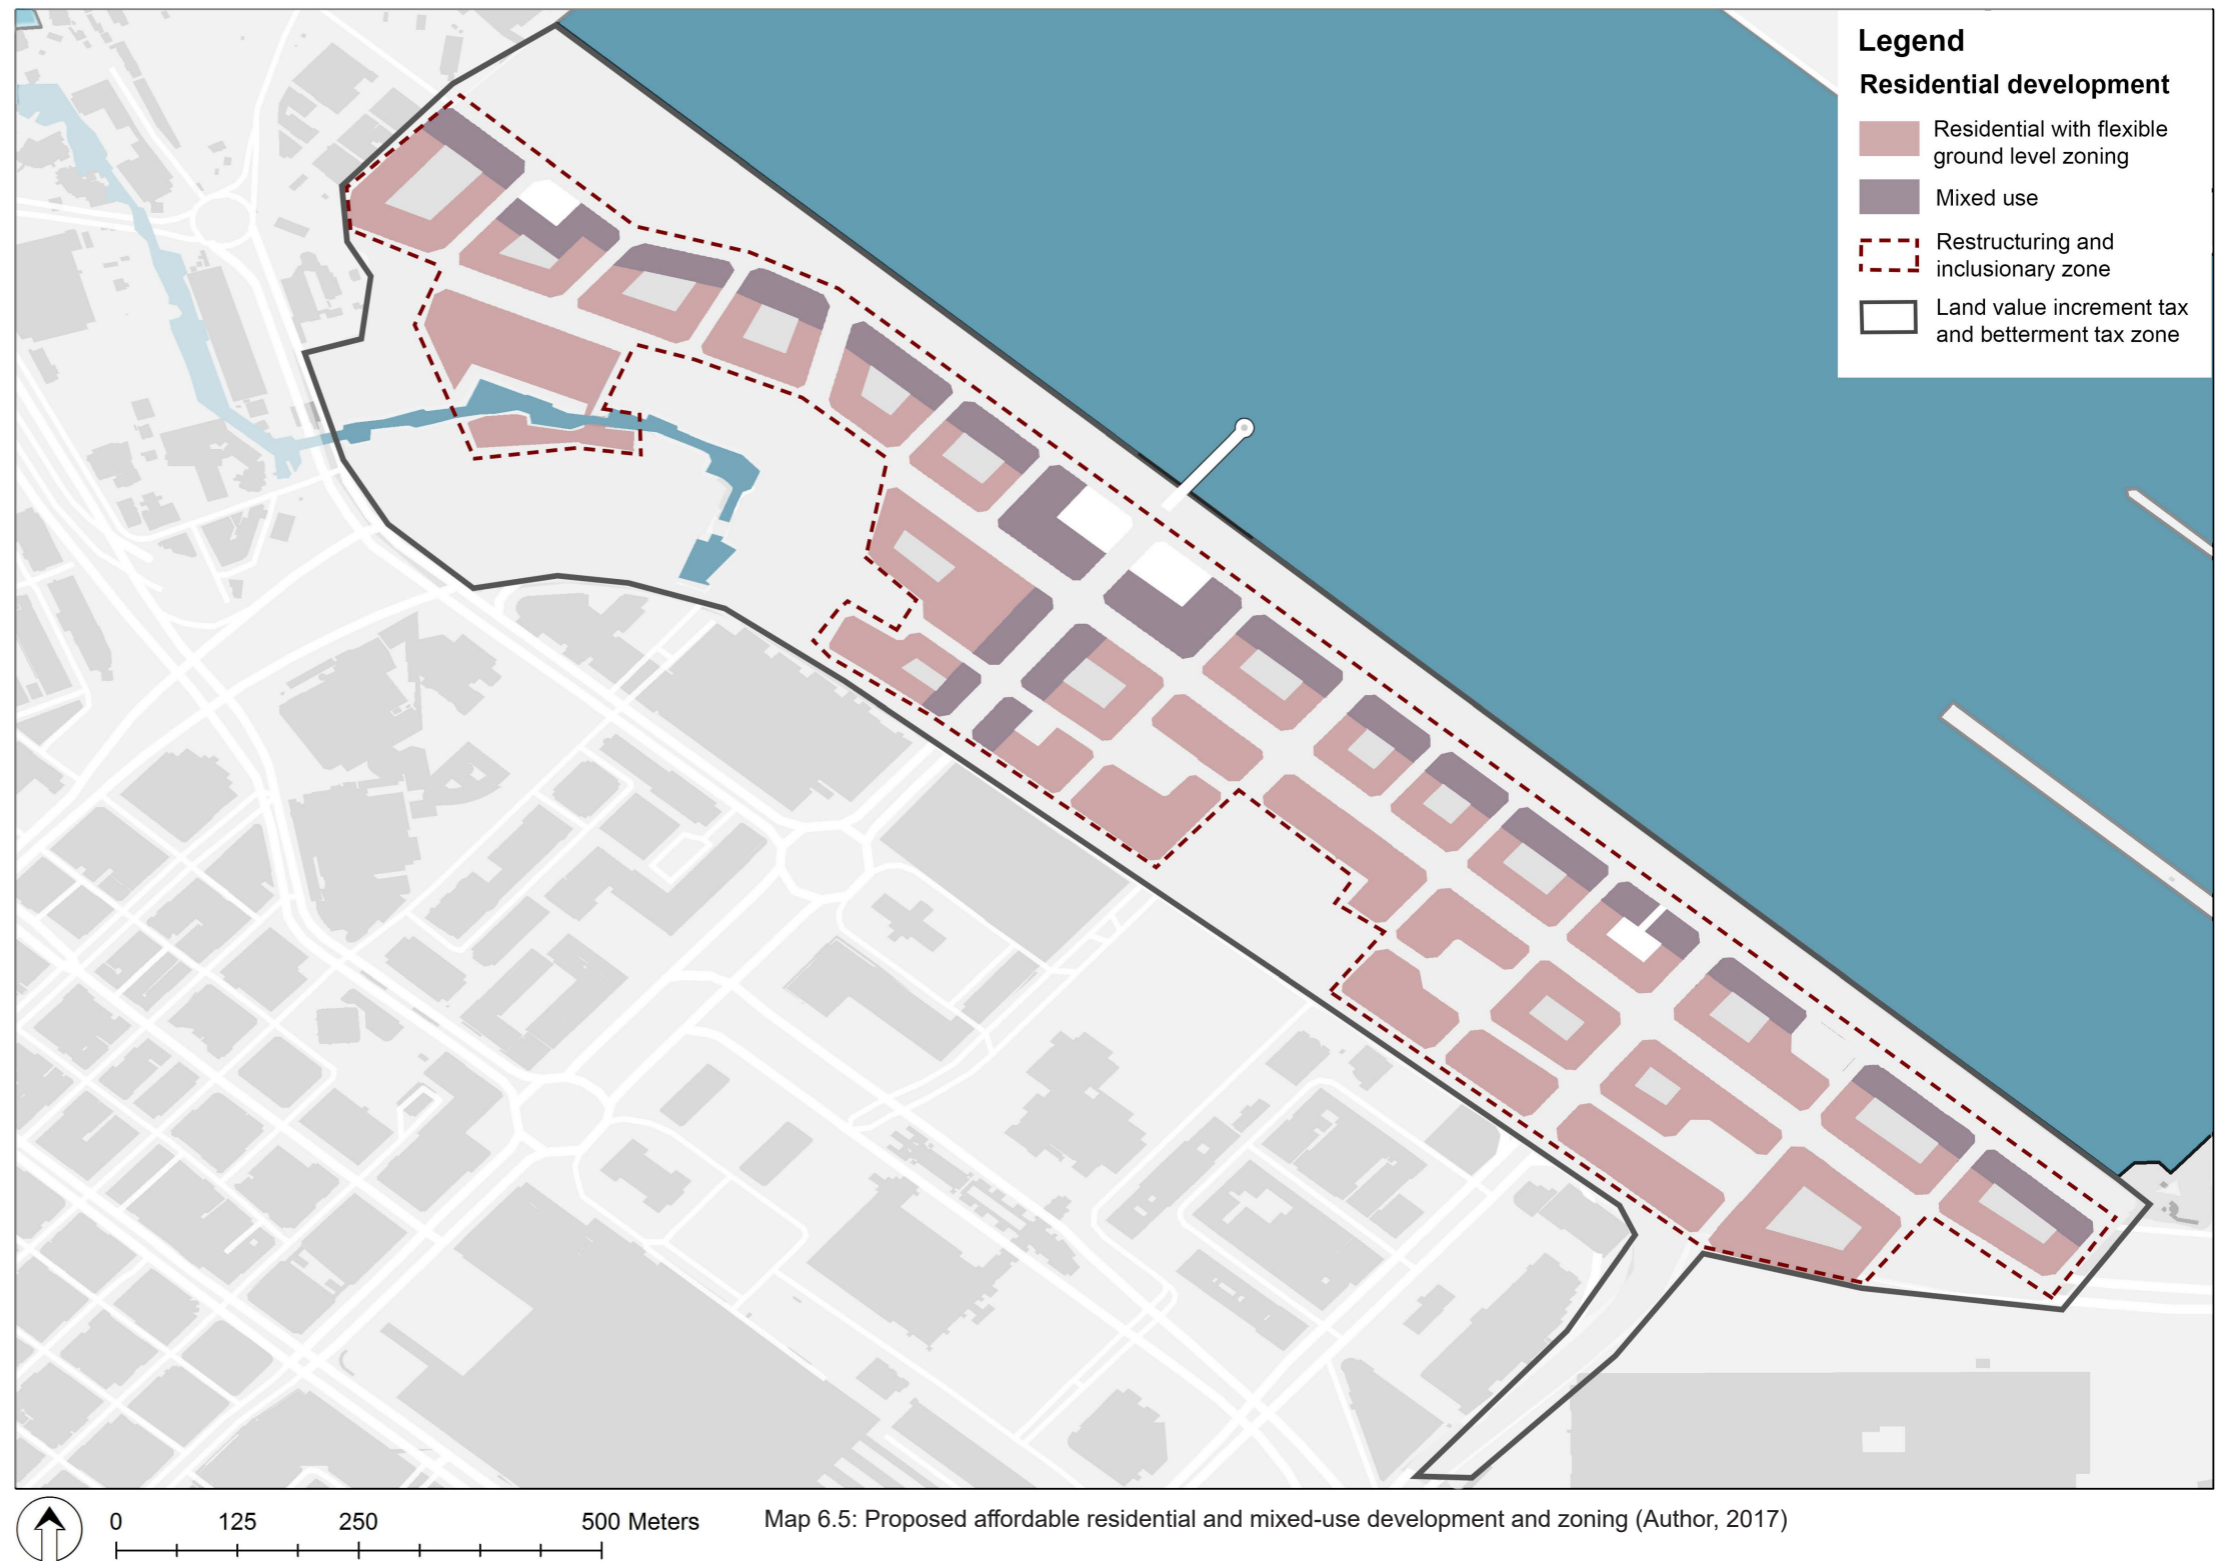 Legend
Residential development
Residential with flexible
ground level zoning
Mixed use
Restructuring and
inclusionary zone
Land value increment tax
and betterment tax zone
0 125 250 500 Meters
Map 6.5: Proposed affordable residential and mixed-use development and zoning (Author, 2017)